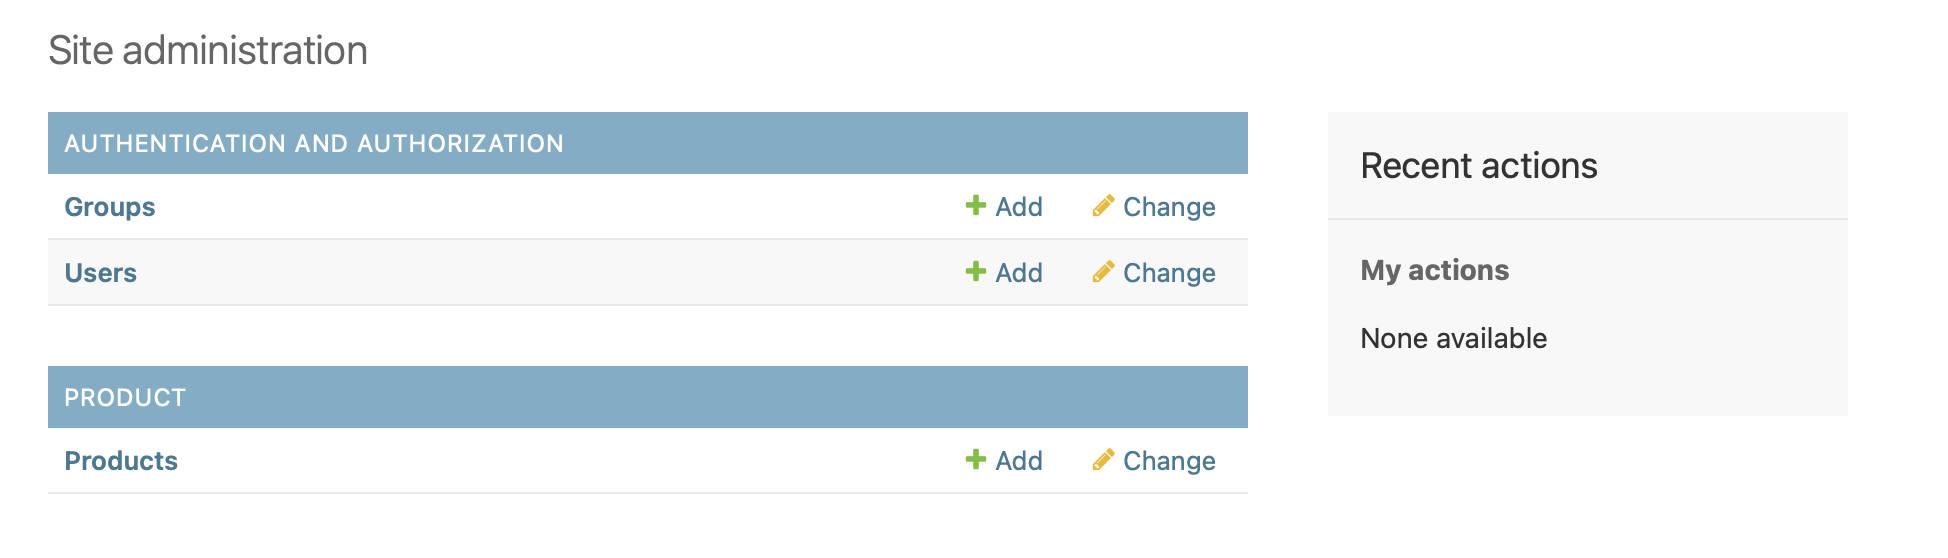 Site administration
AUTHENTICATION AND AUTHORIZATION
Groups Add Change
Users Add Change
PRODUCT
Products Add Change
Recent actions
My actions
None available